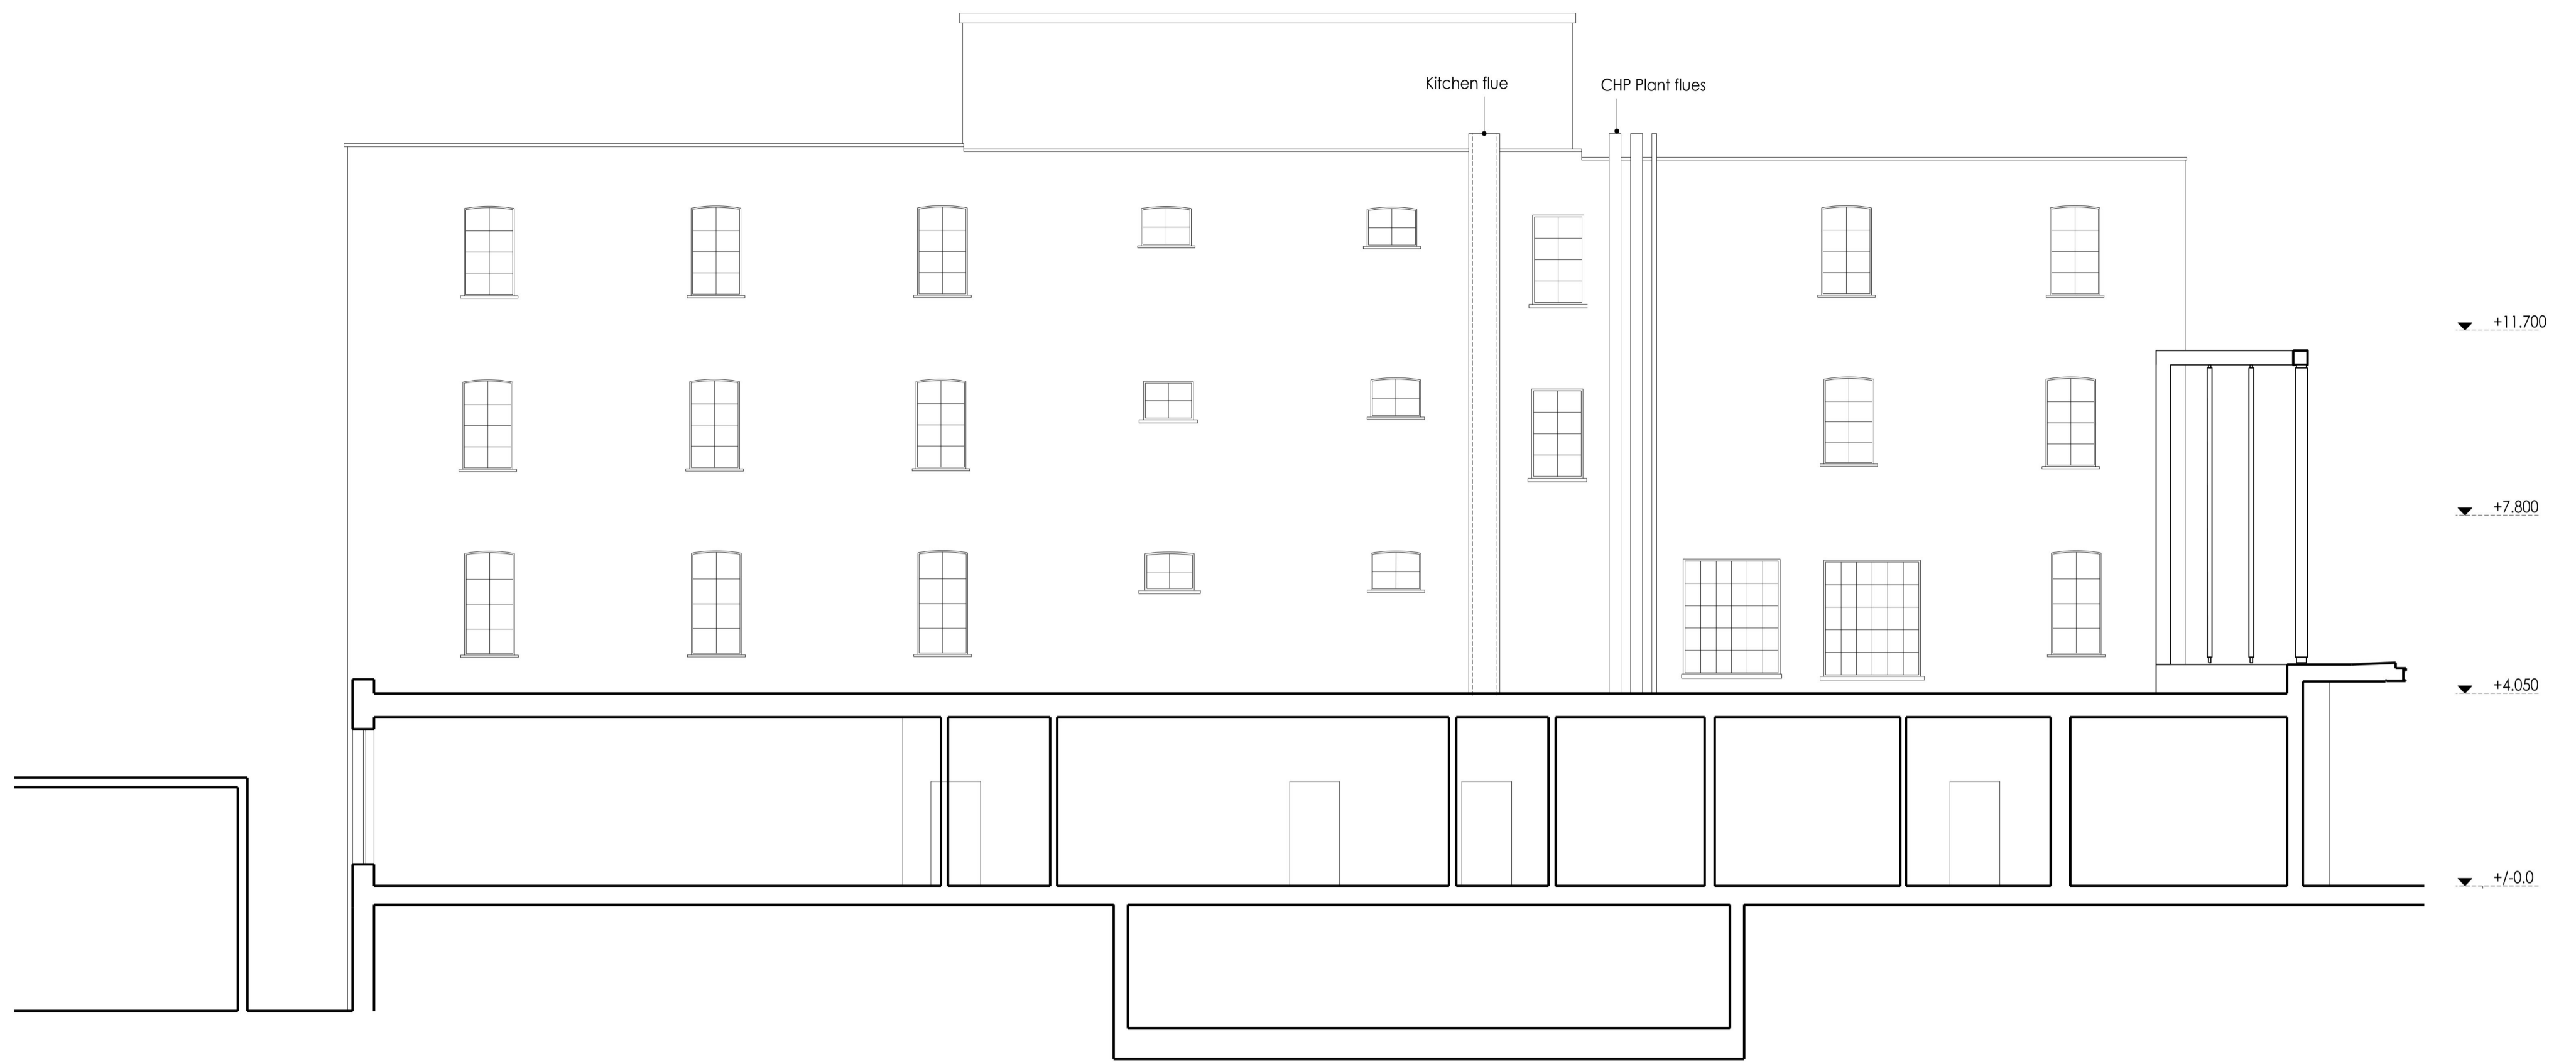 Kitchen flue
CHP Plant flues
+11.700
+7.800
+4.050
+/-0.0